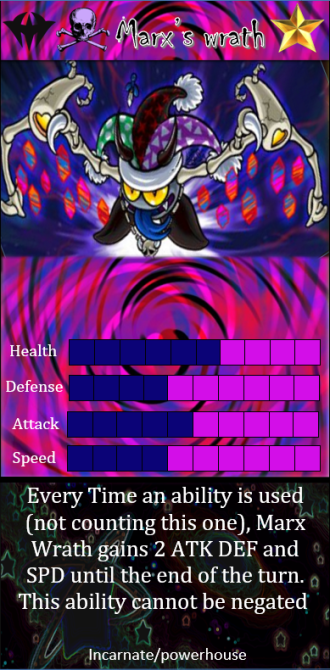 Marx's wrath
Health
Defense
Attack
Speed
Every Time an ability is used
(not counting this one), Marx
Wrath gains 2 ATK DEF and
SPD until the end of the turn.
This ability cannot be negated
Incarnate/powerhouse